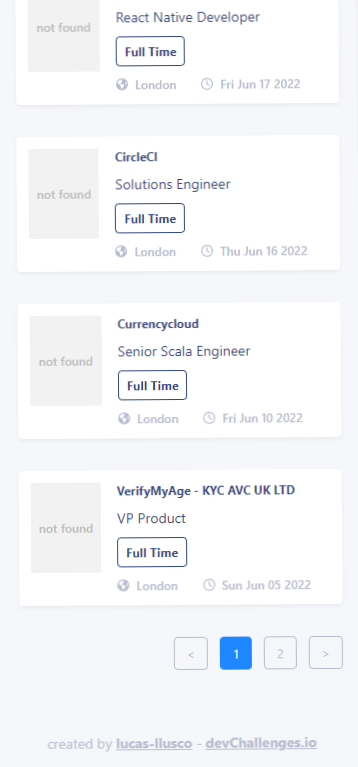 React Native Developer
not found
Full Time
London Fri Jun 17 2022
CircleCI
Solutions Engineer
not found
Full Time
London Thu Jun 16 2022
Currencycloud
Senior Scala Engineer
not found
Full Time
London Fri Jun 10 2022
VerifyMyAge - KYC AVC UK LTD
VP Product
not found
Full Time
London Sun Jun 05 2022
< 1 2 >
created by lucas-llusco - devChallenges.io